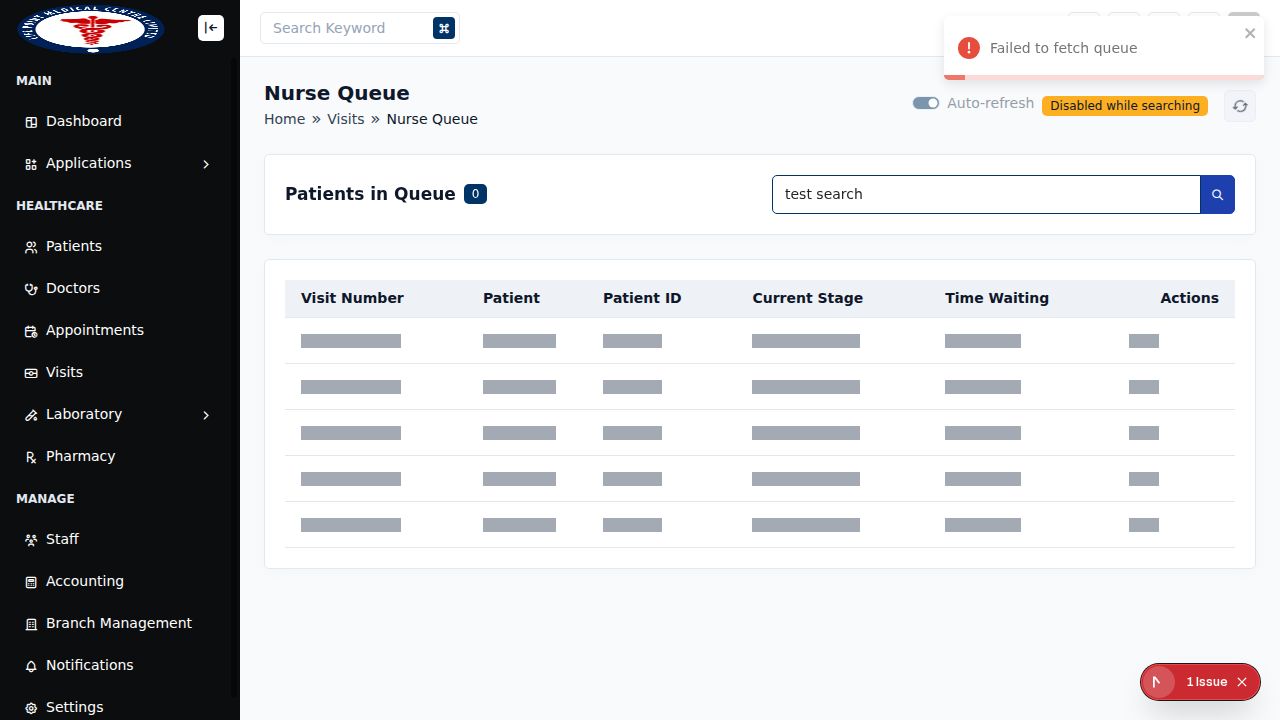 MEDICAL CENTRE
Search Keyword
⌘
Failed to fetch queue
MAIN
Dashboard
Applications
HEALTHCARE
Patients
Doctors
Appointments
Visits
Laboratory
Pharmacy
MANAGE
Staff
Accounting
Branch Management
Notifications
Settings
Nurse Queue
Home » Visits » Nurse Queue
Auto-refresh
Disabled while searching
Patients in Queue 0
test search
Visit Number Patient Patient ID Current Stage Time Waiting Actions
1 Issue